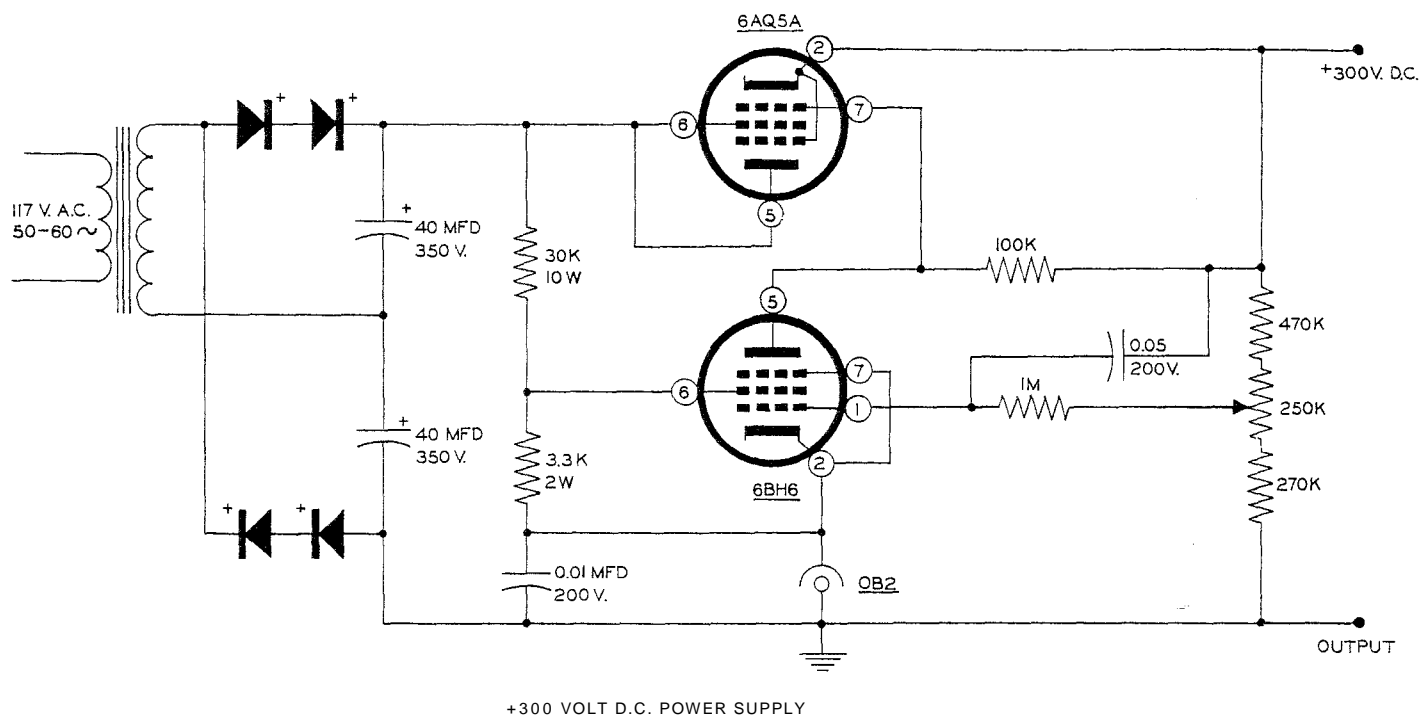 6AQ5A
2
+300V. D.C.
+
+
7
6
117 V. A.C.
50-60 ~
+
40 MFD
350 V.
5
30K
10W
100K
5
470K
0.05
200V.
7
6
1M
1
250K
+
40 MFD
350 V.
3.3K
2W
2
6BH6
270K
+
+
0.01 MFD
200V.
OB2
OUTPUT
+300 VOLT D.C. POWER SUPPLY